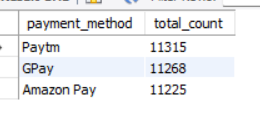 payment_method total_count
Paytm 11315
GPay 11268
Amazon Pay 11225